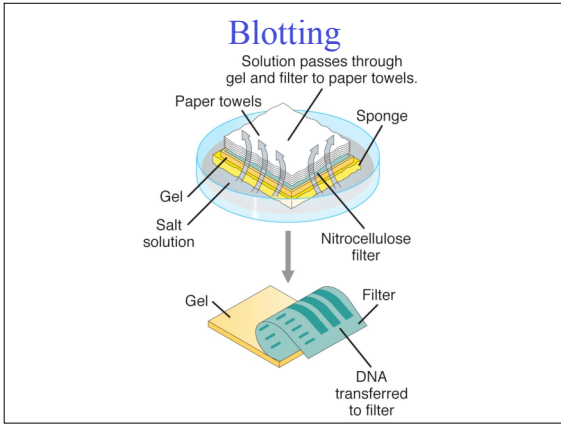 Blotting
Solution passes through
gel and filter to paper towels.
Paper towels
Sponge
Gel
Salt
solution
Nitrocellulose
filter
Gel
Filter
DNA
transferred
to filter